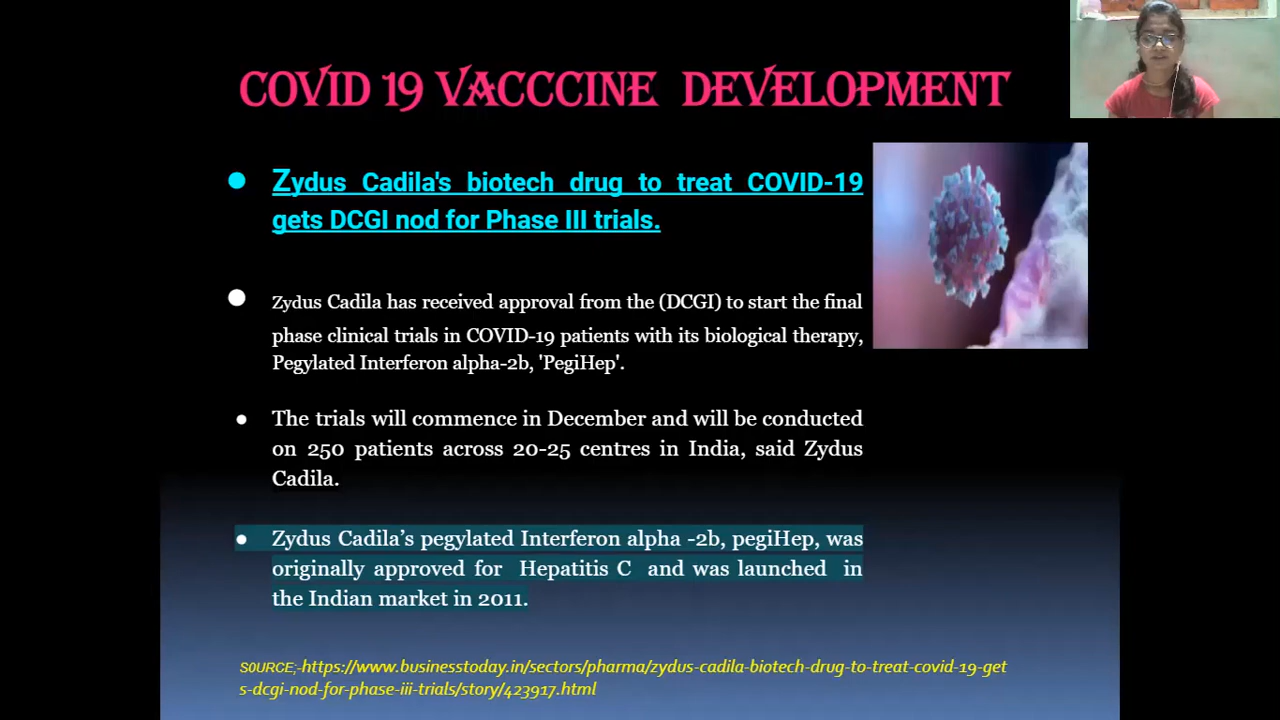 COVID 19 VACCCINE DEVELOPMENT
● Zydus Cadila's biotech drug to treat COVID-19
gets DCGI nod for Phase III trials.
● Zydus Cadila has received approval from the (DCGI) to start the final
phase clinical trials in COVID-19 patients with its biological therapy,
Pegylated Interferon alpha-2b, 'PegiHep'.
● The trials will commence in December and will be conducted
on 250 patients across 20-25 centres in India, said Zydus
Cadila.
● Zydus Cadila’s pegylated Interferon alpha -2b, pegiHep, was
originally approved for Hepatitis C and was launched in
the Indian market in 2011.
SOURCE;-https://www.businesstoday.in/sectors/pharma/zydus-cadila-biotech-drug-to-treat-covid-19-get
s-dcgi-nod-for-phase-iii-trials/story/423917.html